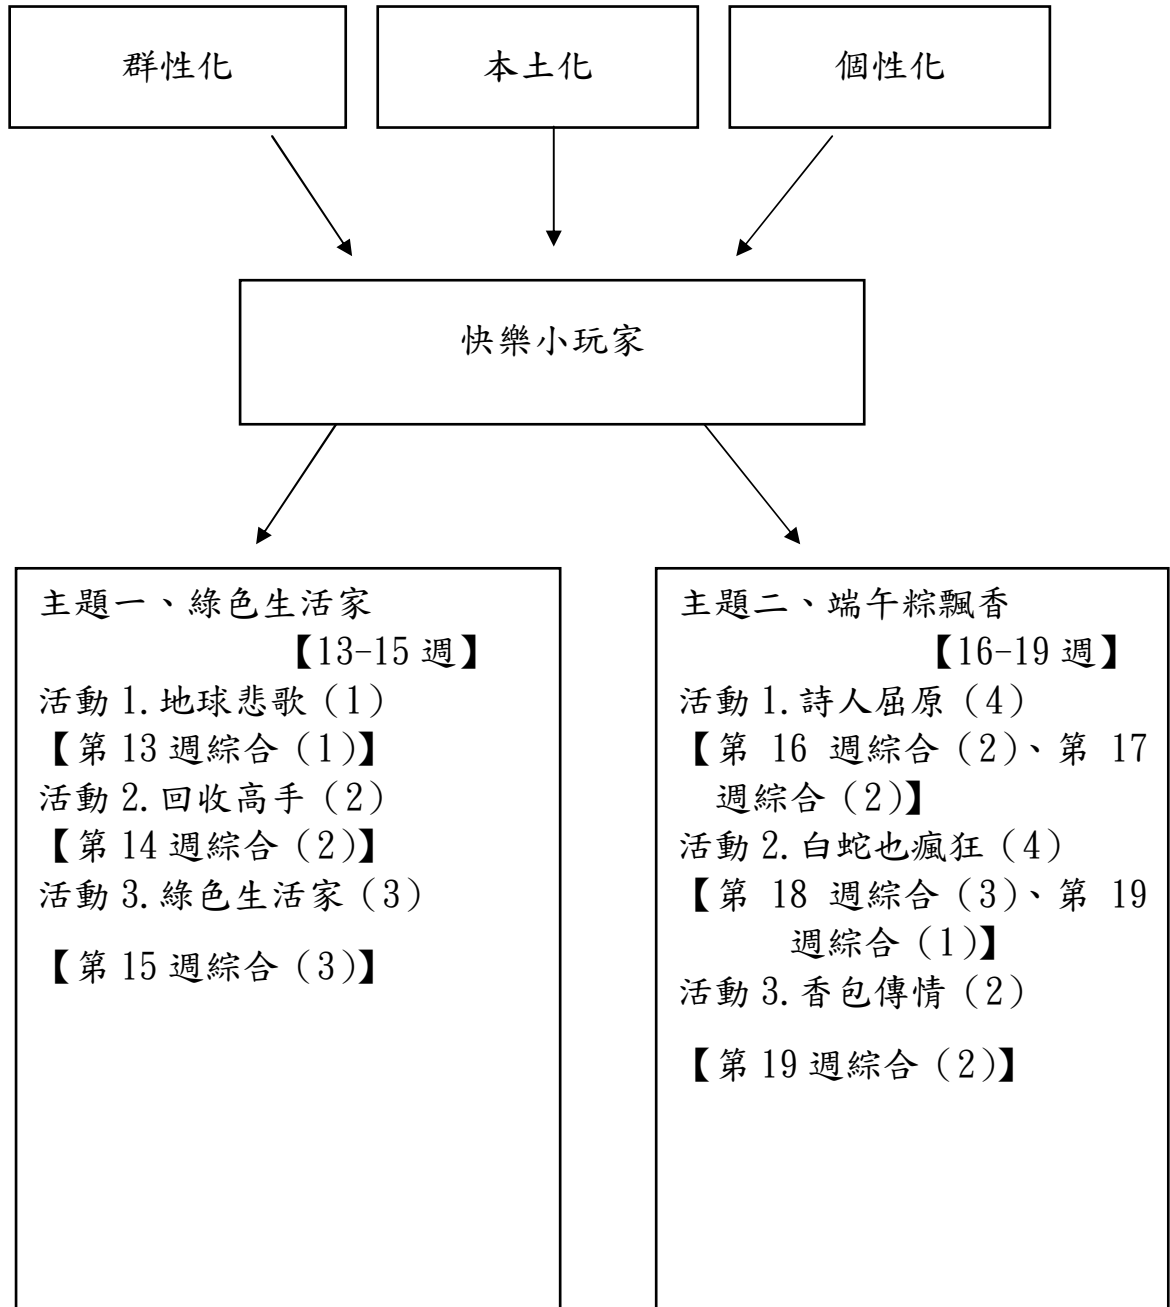 群性化
本土化
個性化
快樂小玩家
主題一、綠色生活家
【13-15 週】
活動 1.地球悲歌（1）
【第 13 週綜合（1）】
活動 2.回收高手（2）
【第 14 週綜合（2）】
活動 3.綠色生活家（3）
【第 15 週綜合（3）】
主題二、端午粽飄香
【16-19 週】
活動 1.詩人屈原（4）
【第 16 週綜合（2）、第 17
週綜合（2）】
活動 2.白蛇也瘋狂（4）
【第 18 週綜合（3）、第 19
週綜合（1）】
活動 3.香包傳情（2）
【第 19 週綜合（2）】